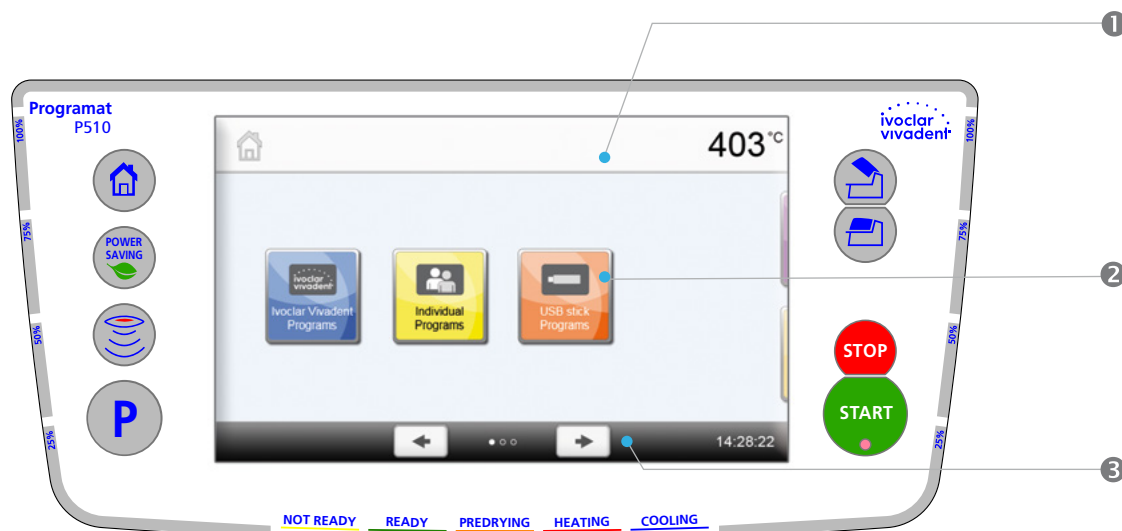 1
Programat
P510
ivoclar
vivadent
100%
100%
403°C
POWER
SAVING
75%
75%
2
ivoclar
vivadent
Ivoclar Vivadent
Programs
Individual
Programs
USB stick
Programs
50%
50%
STOP
P
START
25%
25%
14:28:22
3
NOT READY
READY
PREDRYING
HEATING
COOLING